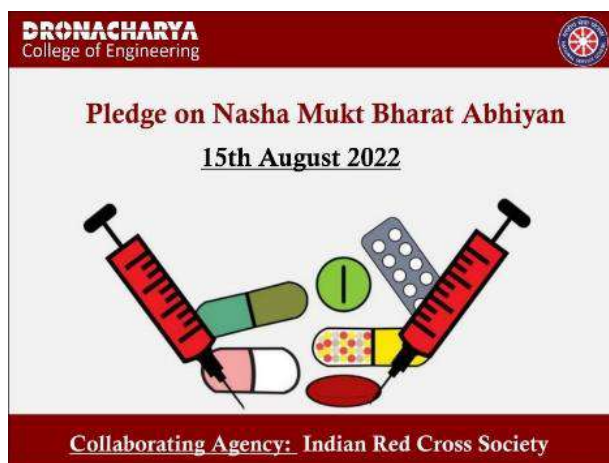 DRONACHARYA
College of Engineering
Pledge on Nasha Mukt Bharat Abhiyan
15th August 2022
Collaborating Agency: Indian Red Cross Society